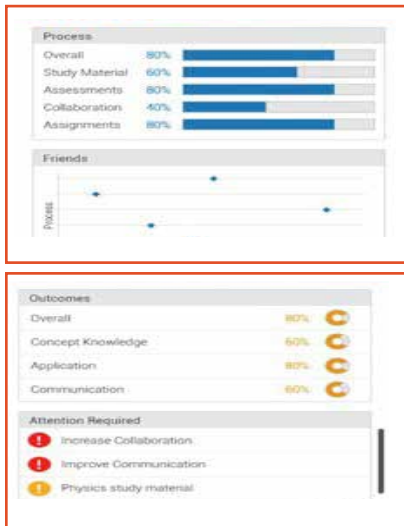 Process
Overall 80%
Study Material 60%
Assessments 80%
Collaboration 40%
Assignments 80%
Friends
Process
Outcomes
Overall 80%
Concept Knowledge 60%
Application 80%
Communication 60%
Attention Required
Increase Collaboration
Improve Communication
Physics study material